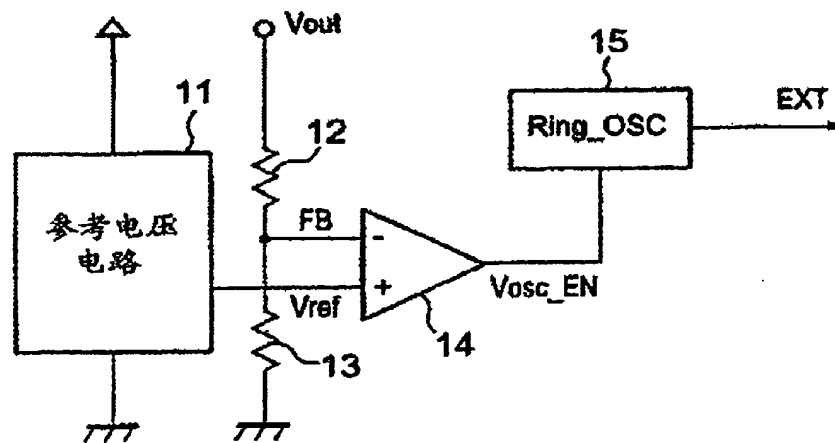 Vout
15
11
EXT
Ring_OSC
12
参考电压
电路
FB
-
+
Vref
Vosc_EN
14
13